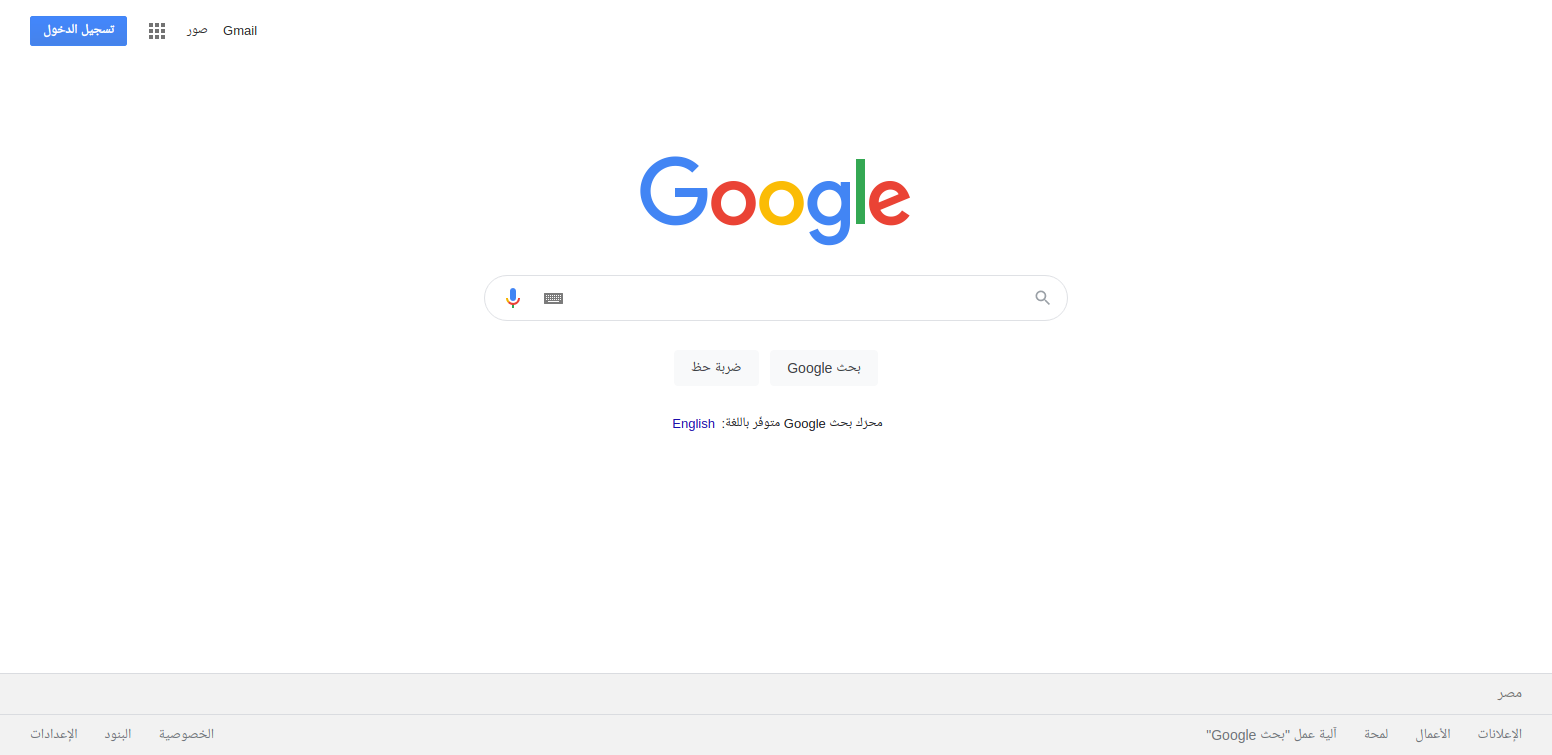 Gmail صور تسجيل الدخول
Google
بحث Google ضربة حظ
محرك بحث Google متوفّر باللغة: English
مصر
الإعلانات الأعمال لمحة آلية عمل "بحث Google" الخصوصية البنود الإعدادات